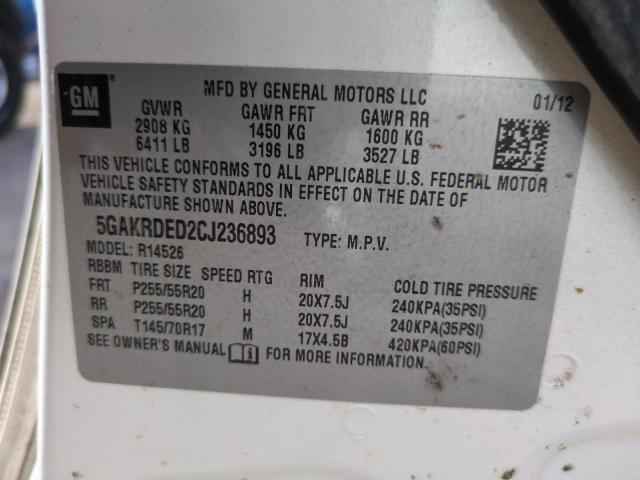 GM
MFD BY GENERAL MOTORS LLC 01/12
GVWR GAWR FRT GAWR RR
2908 KG 1450 KG 1600 KG
6411 LB 3196 LB 3527 LB
THIS VEHICLE CONFORMS TO ALL APPLICABLE U.S. FEDERAL MOTOR
VEHICLE SAFETY STANDARDS IN EFFECT ON THE DATE OF
MANUFACTURE SHOWN ABOVE.
5GAKRDED2CJ236893 TYPE: M.P.V.
MODEL: R14526
RBBM TIRE SIZE SPEED RTG RIM COLD TIRE PRESSURE
FRT P255/55R20 H 20X7.5J 240KPA(35PSI)
RR P255/55R20 H 20X7.5J 240KPA(35PSI)
SPA T145/70R17 M 17X4.5B 420KPA(60PSI)
SEE OWNER'S MANUAL FOR MORE INFORMATION.